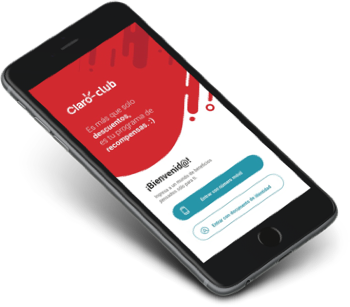 Claro-club
Es más que solo
descuentos,
es tu programa de
recompensas. :)
¡Bienvenid@!
Ingresa a un mundo de beneficios
pensados sólo para ti.
Entrar con número móvil
Entrar con documento de identidad